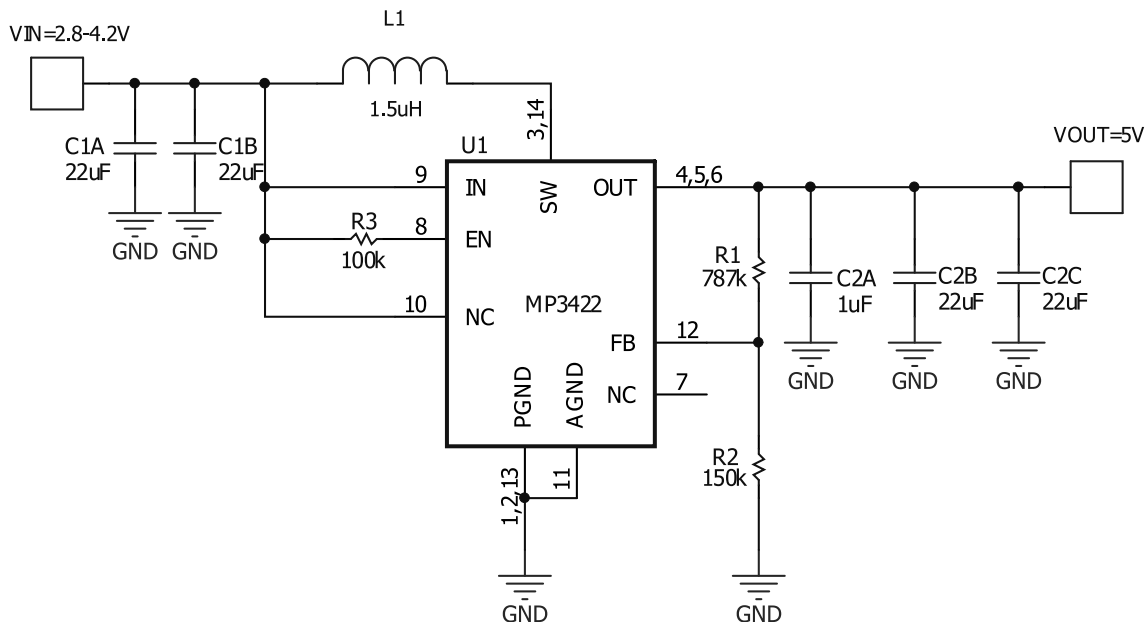 L1
VIN=2.8-4.2V
1.5uH
3,14
C1A
22uF
C1B
22uF
GND
GND
U1
9
IN
SW
OUT
4,5,6
VOUT=5V
R3
100k
8
EN
10
NC
MP3422
FB
12
NC
7
PGND
AGND
R1
787k
C2A
1uF
C2B
22uF
C2C
22uF
GND
GND
GND
R2
150k
1,2,13
11
GND
GND